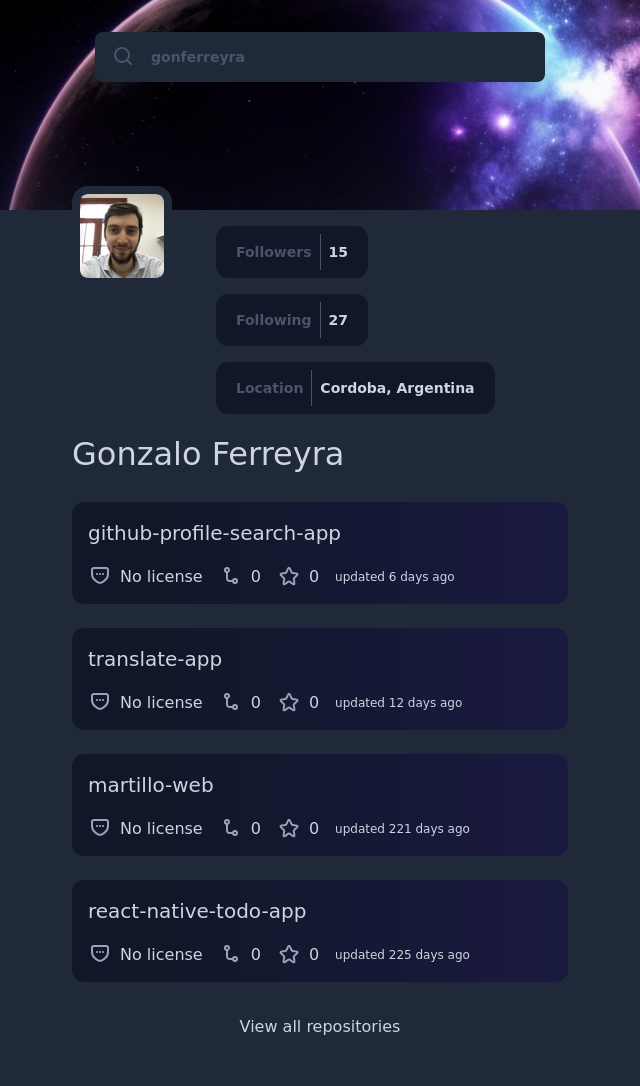 gonferreyra
Followers 15
Following 27
Location Cordoba, Argentina
Gonzalo Ferreyra
github-profile-search-app
No license 0 0 updated 6 days ago
translate-app
No license 0 0 updated 12 days ago
martillo-web
No license 0 0 updated 221 days ago
react-native-todo-app
No license 0 0 updated 225 days ago
View all repositories